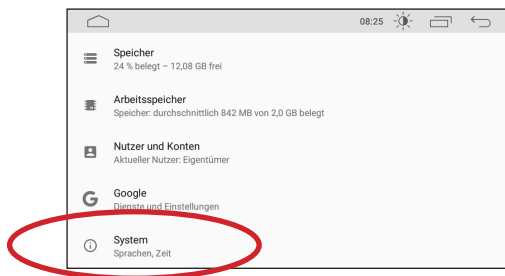 08:25
Speicher
24 % belegt – 12,08 GB frei
Arbeitsspeicher
Speicher: durchschnittlich 842 MB von 2,0 GB belegt
Nutzer und Konten
Aktueller Nutzer: Eigentümer
Google
Dienste und Einstellungen
System
Sprachen, Zeit